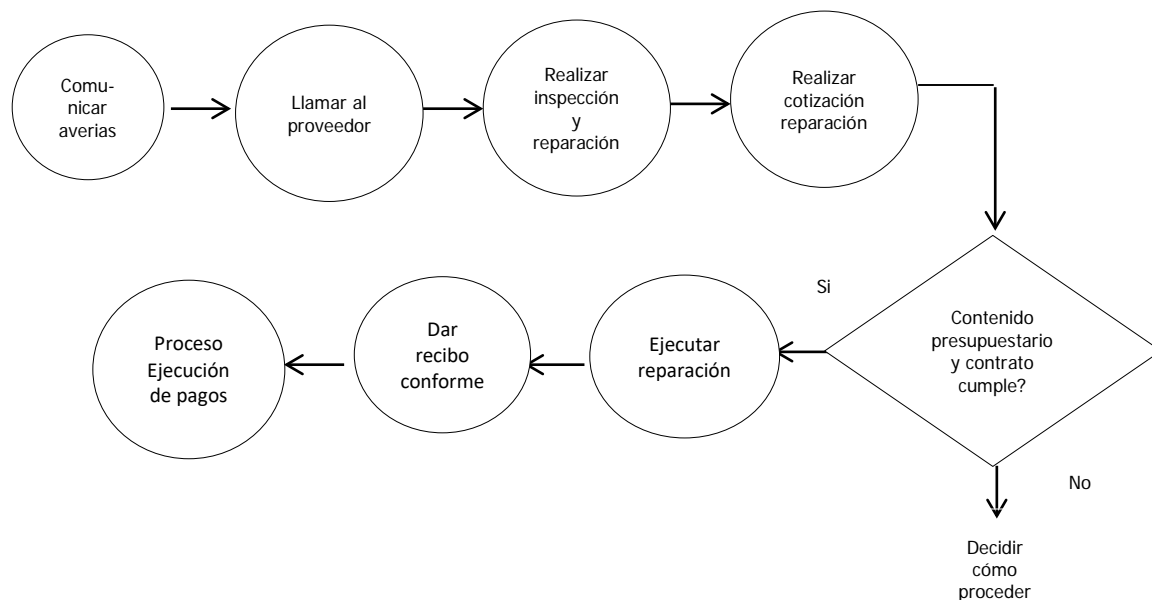 Comu-
nicar
averias
Llamar al
proveedor
Realizar
inspección
y
reparación
Realizar
cotización
reparación
Contenido
presupuestario
y contrato
cumple?
Si
Ejecutar
reparación
Dar
recibo
conforme
Proceso
Ejecución
de pagos
No
Decidir
cómo
proceder